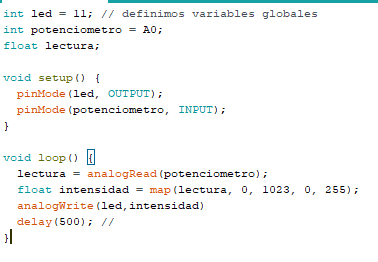 int led = 11; // definimos variables globales
int potenciometro = A0;
float lectura;
void setup() {
pinMode(led, OUTPUT);
pinMode(potenciometro, INPUT);
}
void loop() {
lectura = analogRead(potenciometro);
float intensidad = map(lectura, 0, 1023, 0, 255);
analogWrite(led,intensidad)
delay(500); //
}